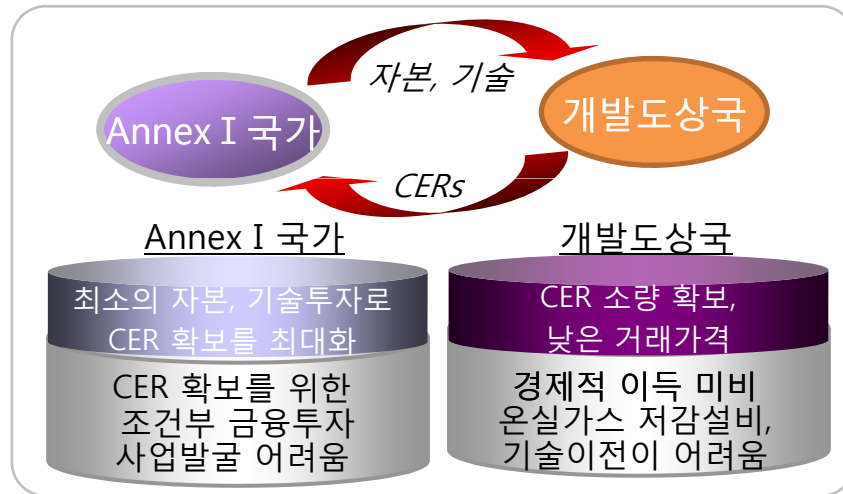 자본, 기술
Annex Ⅰ 국가
개발도상국
CERs
Annex Ⅰ 국가
최소의 자본, 기술투자로
CER 확보를 최대화
CER 확보를 위한
조건부 금융투자
사업발굴 어려움
개발도상국
CER 소량 확보,
낮은 거래가격
경제적 이득 미비
온실가스 저감설비,
기술이전이 어려움